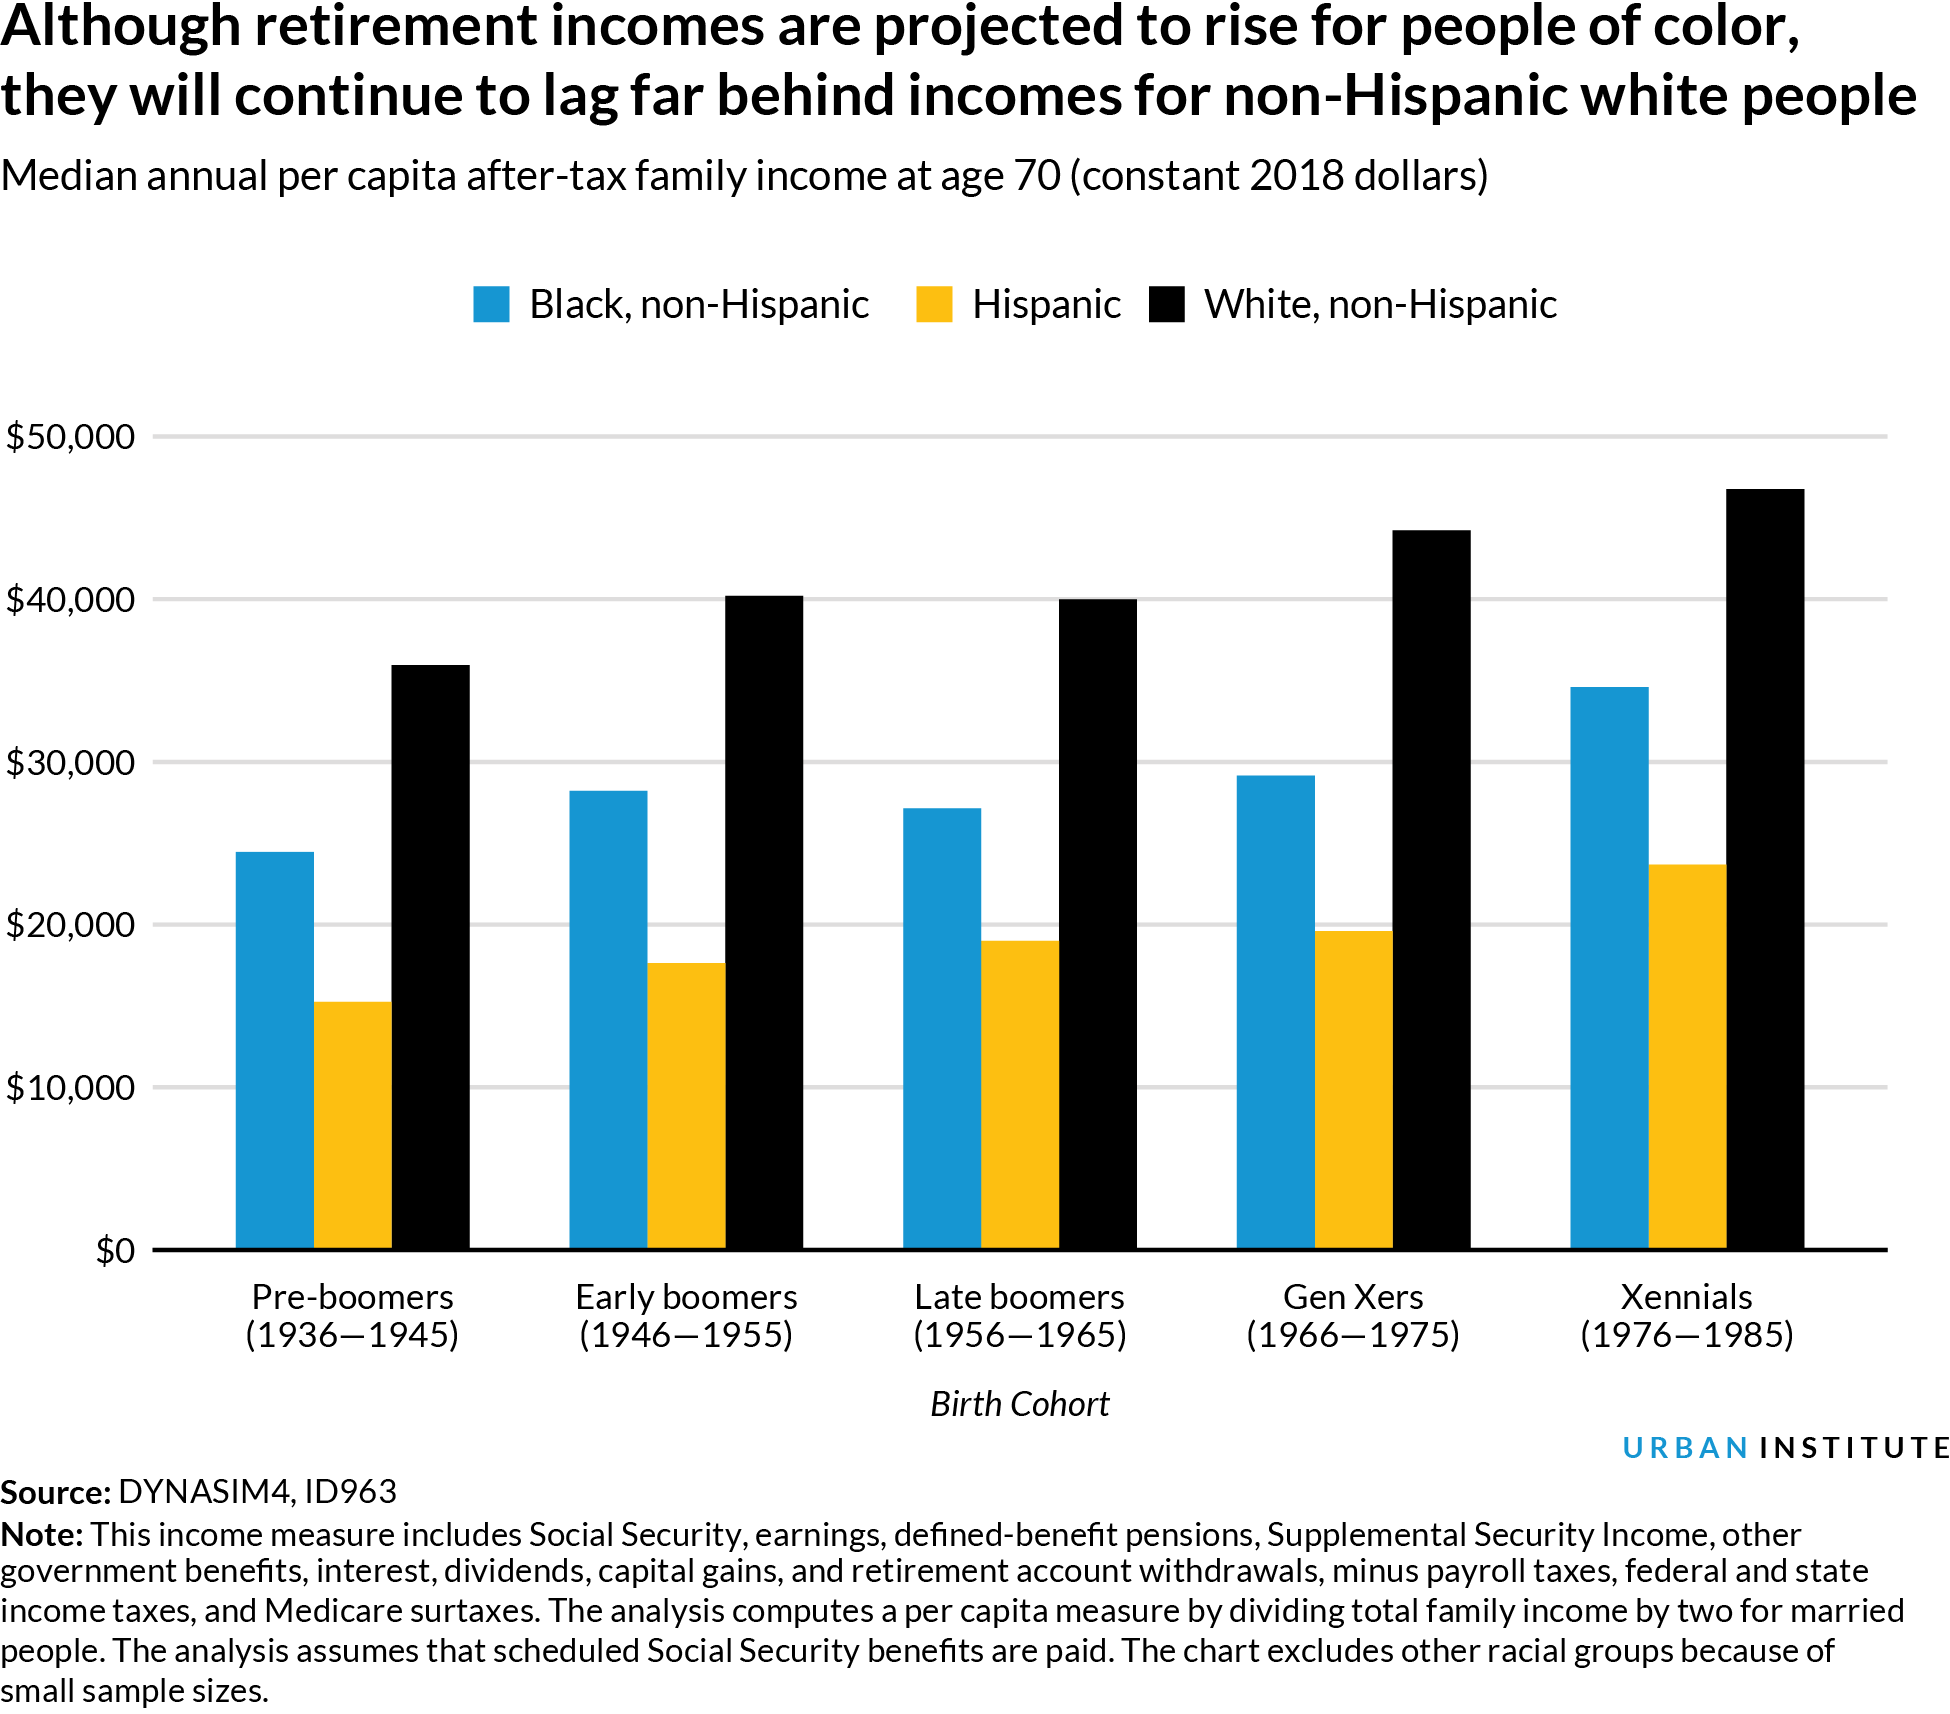 Although retirement incomes are projected to rise for people of color,
they will continue to lag far behind incomes for non-Hispanic white people
Median annual per capita after-tax family income at age 70 (constant 2018 dollars)
Black, non-Hispanic Hispanic White, non-Hispanic
$50,000
$40,000
$30,000
$20,000
$10,000
$0
Pre-boomers Early boomers Late boomers Gen Xers Xennials
(1936—1945) (1946—1955) (1956—1965) (1966—1975) (1976—1985)
Birth Cohort
URBAN INSTITUTE
Source: DYNASIM4, ID963
Note: This income measure includes Social Security, earnings, defined-benefit pensions, Supplemental Security Income, other
government benefits, interest, dividends, capital gains, and retirement account withdrawals, minus payroll taxes, federal and state
income taxes, and Medicare surtaxes. The analysis computes a per capita measure by dividing total family income by two for married
people. The analysis assumes that scheduled Social Security benefits are paid. The chart excludes other racial groups because of
small sample sizes.